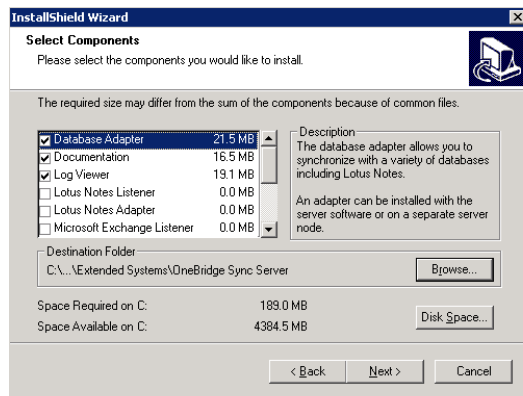 InstallShield Wizard
Select Components
Please select the components you would like to install.
The required size may differ from the sum of the components because of common files.
Database Adapter 21.5 MB
Documentation 16.5 MB
Log Viewer 19.1 MB
Lotus Notes Listener 0.0 MB
Lotus Notes Adapter 0.0 MB
Microsoft Exchange Listener 0.0 MB
Description
The database adapter allows you to
synchronize with a variety of databases
including Lotus Notes.
An adapter can be installed with the
server software or on a separate server
node.
Destination Folder
C:\...\Extended Systems\OneBridge Sync Server
Browse...
Space Required on C: 189.0 MB
Space Available on C: 4384.5 MB
Disk Space...
< Back
Next >
Cancel